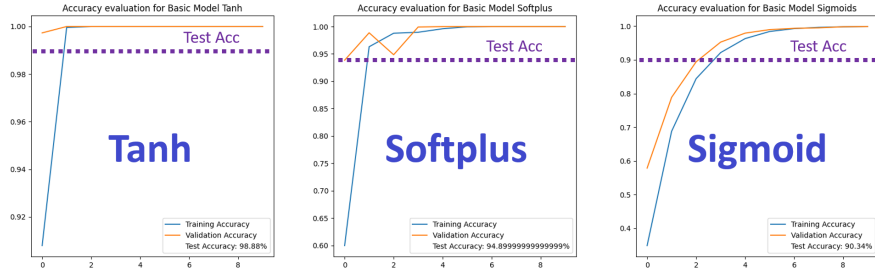 Accuracy evaluation for Basic Model Tanh
1.00
0.98
0.96
0.94
0.92
0
2
4
6
8
Test Acc
Tanh
Training Accuracy
Validation Accuracy
Test Accuracy: 98.88%
Accuracy evaluation for Basic Model Softplus
1.00
0.95
0.90
0.85
0.80
0.75
0.70
0.65
0.60
0
2
4
6
8
Test Acc
Softplus
Training Accuracy
Validation Accuracy
Test Accuracy: 94.89999999999999%
Accuracy evaluation for Basic Model Sigmoids
1.0
0.9
0.8
0.7
0.6
0.5
0.4
0
2
4
6
8
Test Acc
Sigmoid
Training Accuracy
Validation Accuracy
Test Accuracy: 90.34%